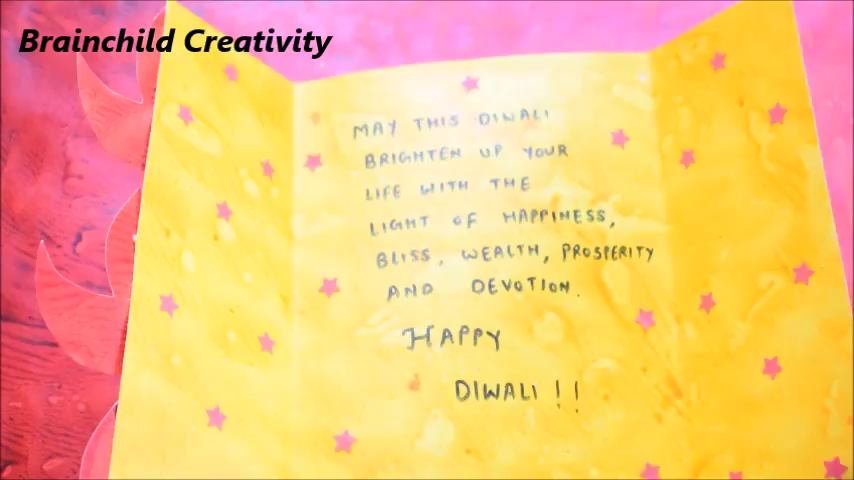 Brainchild Creativity
MAY THIS DIWALI
BRIGHTEN UP YOUR
LIFE WITH THE
LIGHT OF HAPPINESS,
BLISS, WEALTH, PROSPERITY
AND DEVOTION.
HAPPY
DIWALI!!